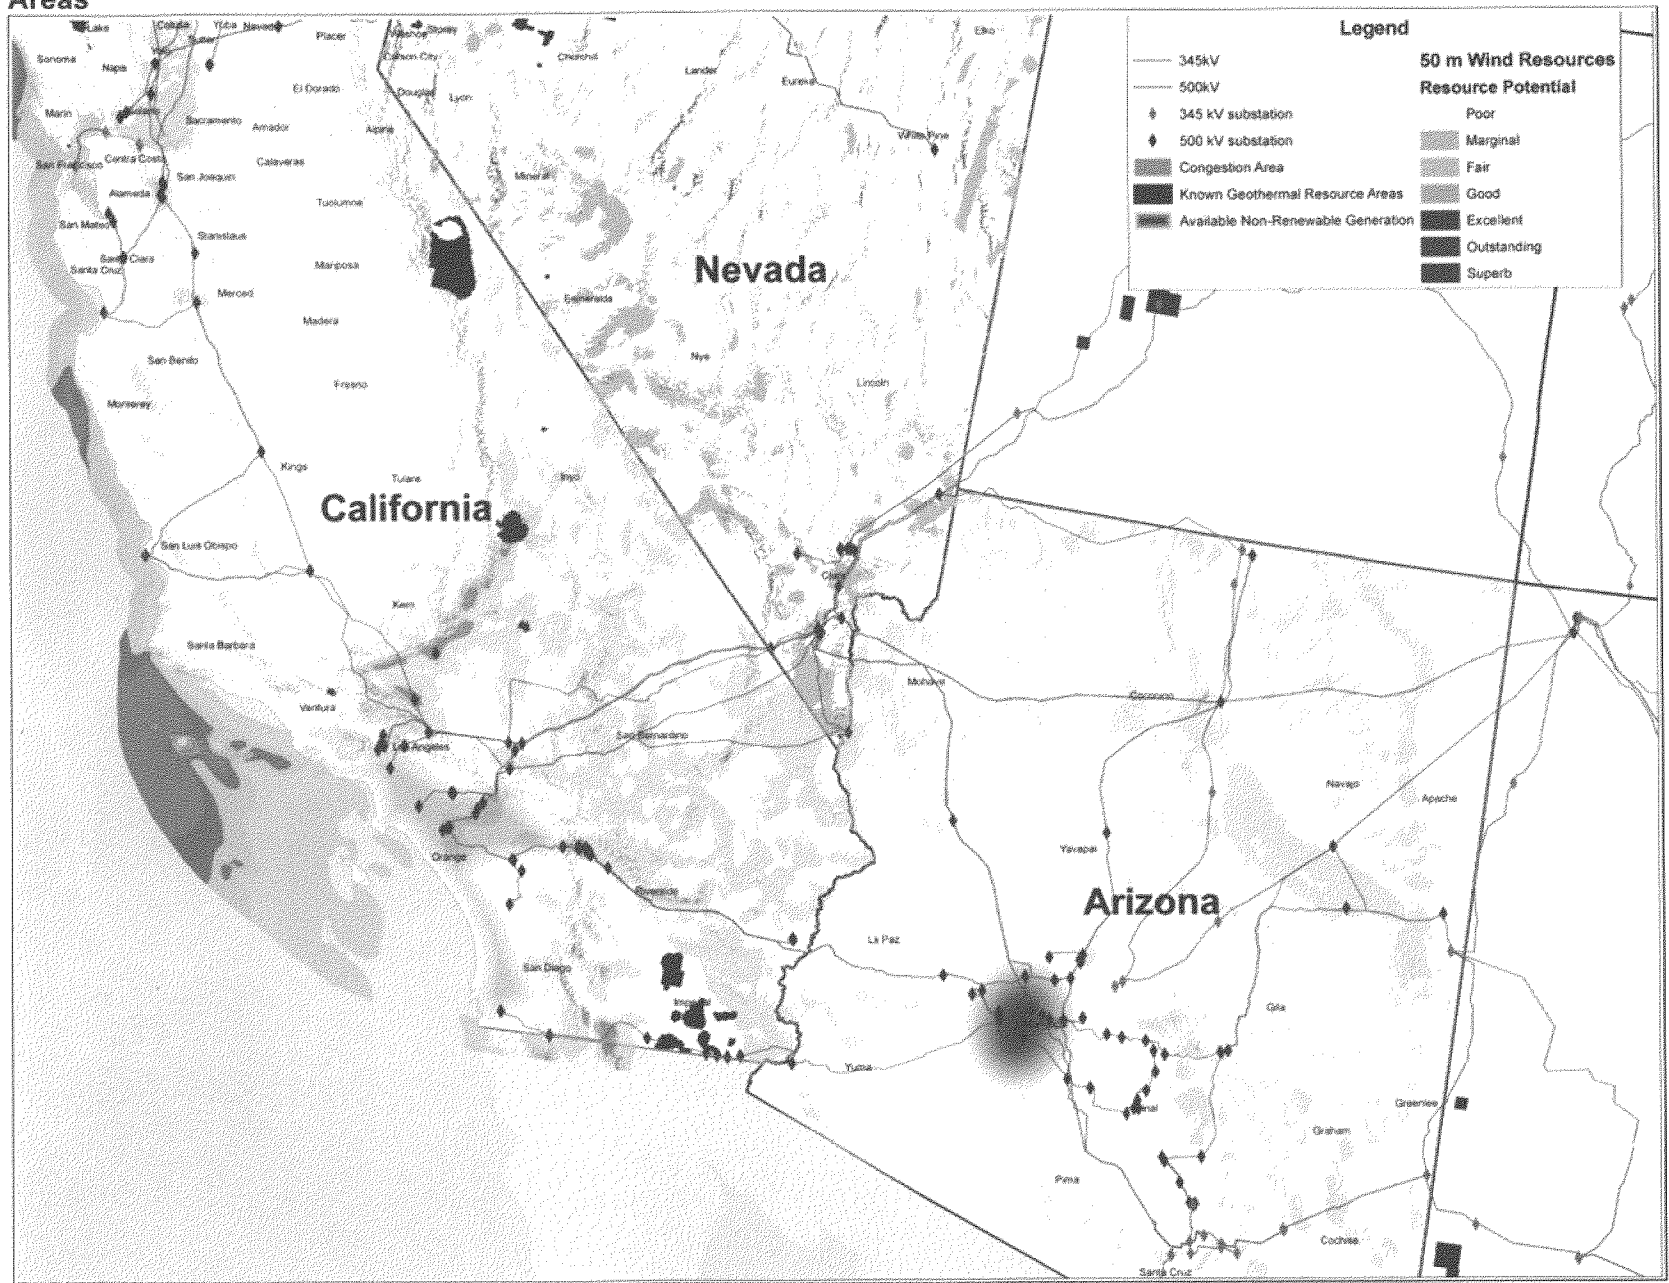 Areas
Legend
345kV
500kV
345 kV substation
500 kV substation
Congestion Area
Known Geothermal Resource Areas
Available Non-Renewable Generation
50 m Wind Resources
Resource Potential
Poor
Marginal
Fair
Good
Excellent
Outstanding
Superb
Lake
Colusa
Yuba
Nevada
Sutter
Placer
Washoe
Storey
Carson City
Churchill
Elko
Sonoma
Napa
Lander
Eureka
El Dorado
Douglas
Lyon
Marin
Sacramento
Amador
Alpine
White Pine
San Francisco
Contra Costa
Calaveras
San Joaquin
Mineral
Alameda
Tuolumne
San Mateo
Stanislaus
Santa Clara
Santa Cruz
Mariposa
Nevada
Merced
Esmeralda
Madera
San Benito
Nye
Fresno
Lincoln
Monterey
Kings
Tulare
Inyo
California
San Luis Obispo
Clark
Kern
Santa Barbara
Mohave
Coconino
Ventura
San Bernardino
Los Angeles
Navajo
Apache
Yavapai
Orange
Riverside
Arizona
La Paz
San Diego
Imperial
Gila
Yuma
Pinal
Greenlee
Graham
Pima
Cochise
Santa Cruz